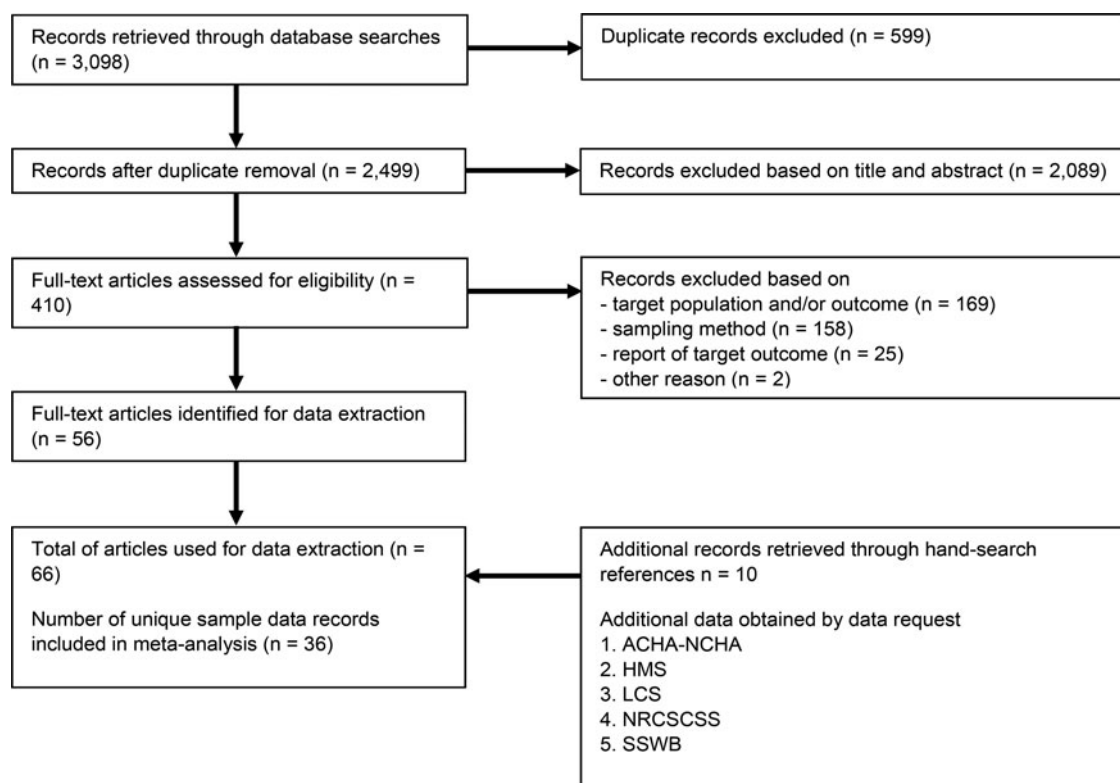 Records retrieved through database searches
(n = 3,098)
Duplicate records excluded (n = 599)
Records after duplicate removal (n = 2,499)
Records excluded based on title and abstract (n = 2,089)
Full-text articles assessed for eligibility (n =
410)
Records excluded based on
- target population and/or outcome (n = 169)
- sampling method (n = 158)
- report of target outcome (n = 25)
- other reason (n = 2)
Full-text articles identified for data extraction
(n = 56)
Total of articles used for data extraction (n =
66)
Number of unique sample data records
included in meta-analysis (n = 36)
Additional records retrieved through hand-search
references n = 10
Additional data obtained by data request
1. ACHA-NCHA
2. HMS
3. LCS
4. NRCSCSS
5. SSWB